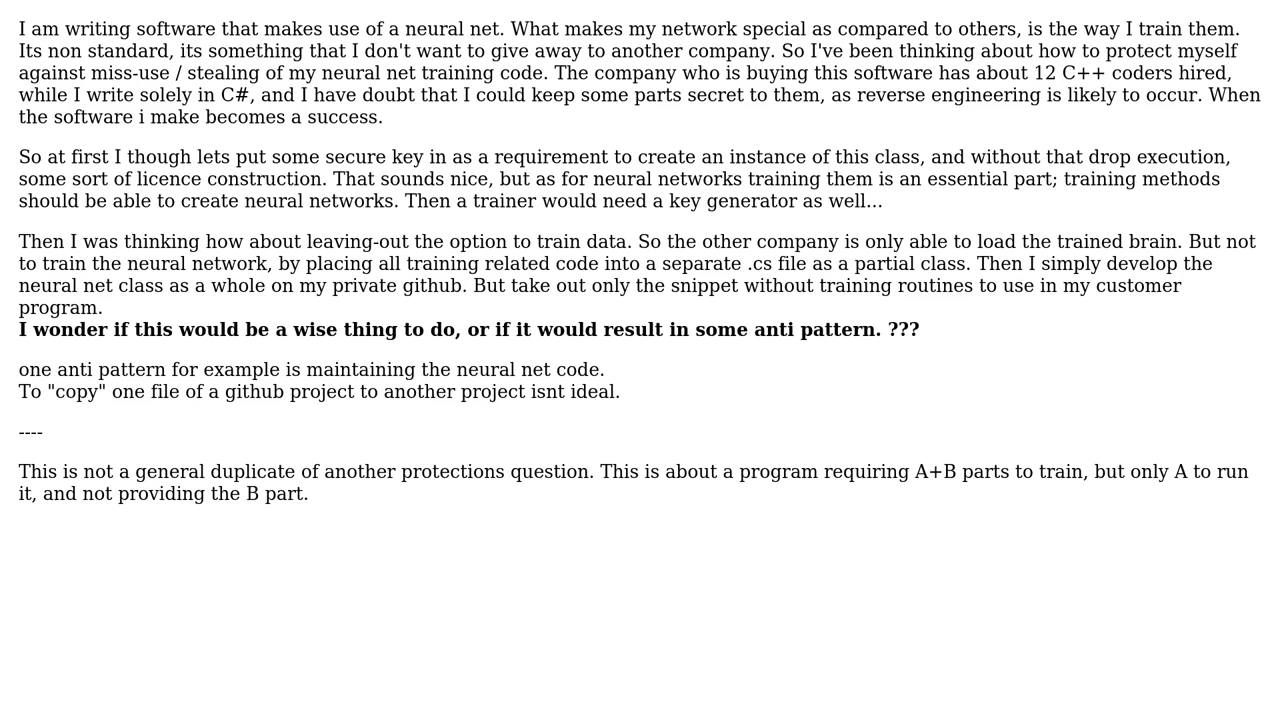 I am writing software that makes use of a neural net. What makes my network special as compared to others, is the way I train them.
Its non standard, its something that I don't want to give away to another company. So I've been thinking about how to protect myself
against miss-use / stealing of my neural net training code. The company who is buying this software has about 12 C++ coders hired,
while I write solely in C#, and I have doubt that I could keep some parts secret to them, as reverse engineering is likely to occur. When
the software i make becomes a success.
So at first I though lets put some secure key in as a requirement to create an instance of this class, and without that drop execution,
some sort of licence construction. That sounds nice, but as for neural networks training them is an essential part; training methods
should be able to create neural networks. Then a trainer would need a key generator as well...
Then I was thinking how about leaving-out the option to train data. So the other company is only able to load the trained brain. But not
to train the neural network, by placing all training related code into a separate .cs file as a partial class. Then I simply develop the
neural net class as a whole on my private github. But take out only the snippet without training routines to use in my customer
program.
I wonder if this would be a wise thing to do, or if it would result in some anti pattern. ???
one anti pattern for example is maintaining the neural net code.
To "copy" one file of a github project to another project isnt ideal.
----
This is not a general duplicate of another protections question. This is about a program requiring A+B parts to train, but only A to run
it, and not providing the B part.